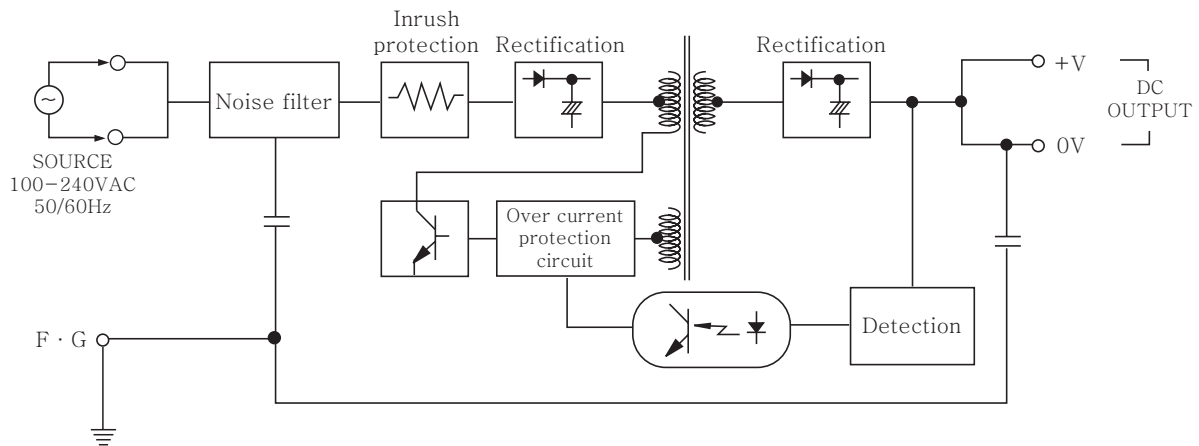 Inrush
protection
Rectification
Rectification
Noise filter
+V
DC
OUTPUT
0V
SOURCE
100-240VAC
50/60Hz
Over current
protection
circuit
Detection
F · G